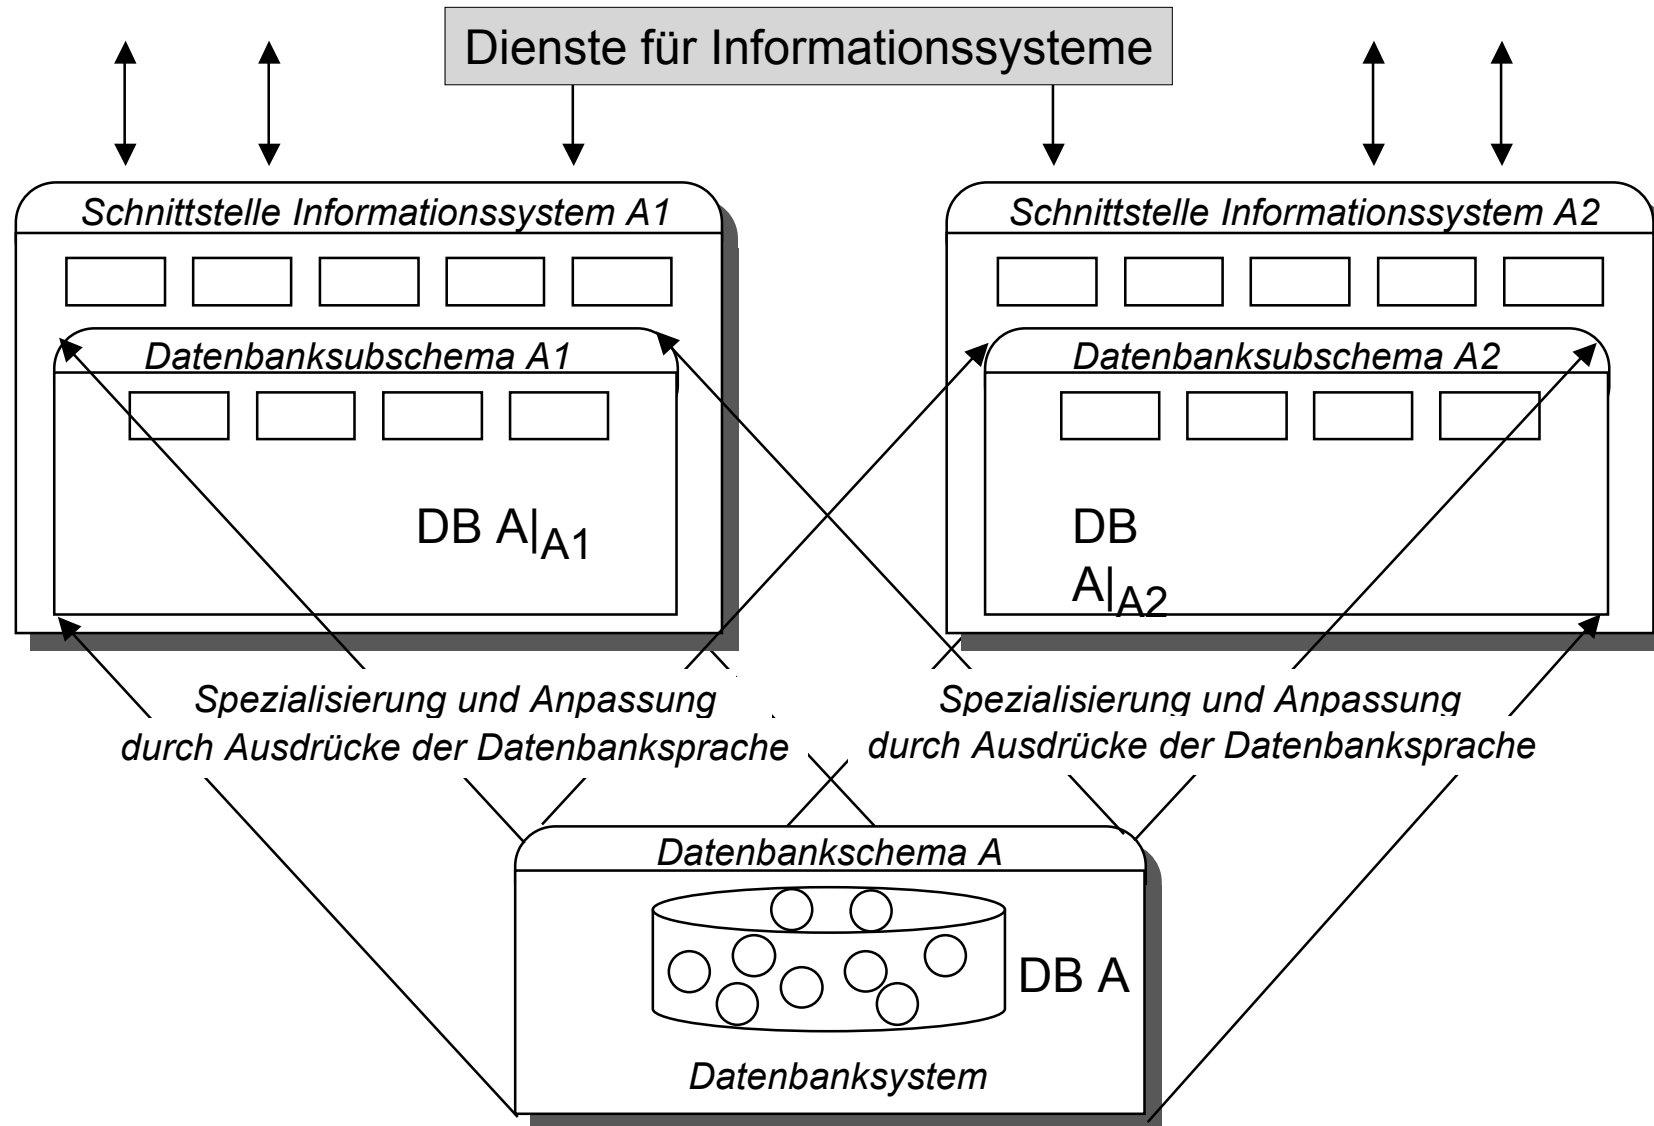 Dienste für Informationssysteme
Schnittstelle Informationssystem A1
Datenbanksubschema A1
DB A|A1
Schnittstelle Informationssystem A2
Datenbanksubschema A2
DB
A|A2
Spezialisierung und Anpassung
durch Ausdrücke der Datenbanksprache
Spezialisierung und Anpassung
durch Ausdrücke der Datenbanksprache
Datenbankschema A
DB A
Datenbanksystem